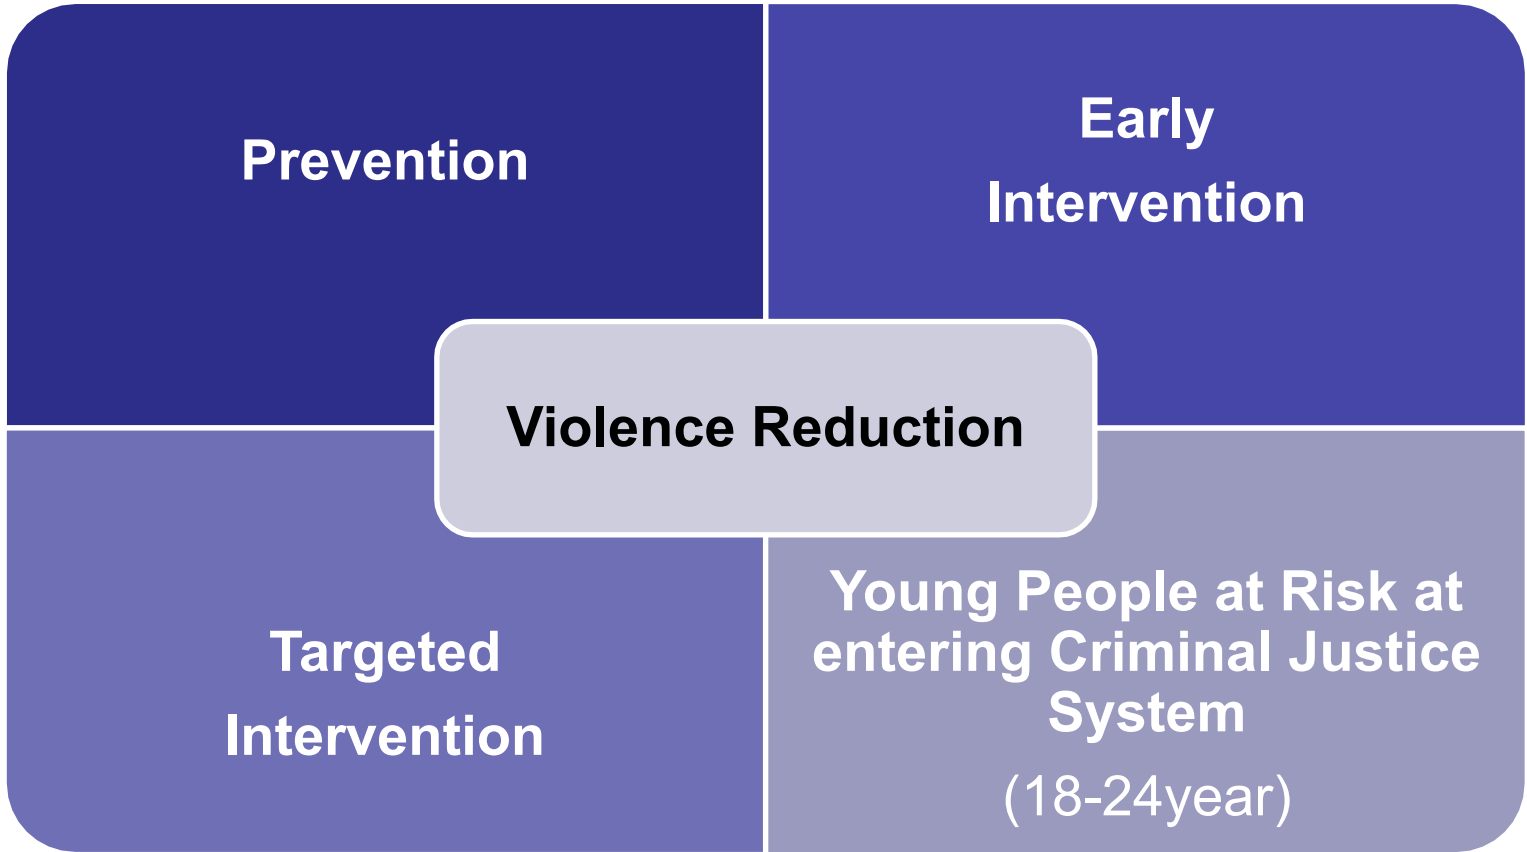 Prevention
Early
Intervention
Violence Reduction
Targeted
Intervention
Young People at Risk at
entering Criminal Justice
System
(18-24year)